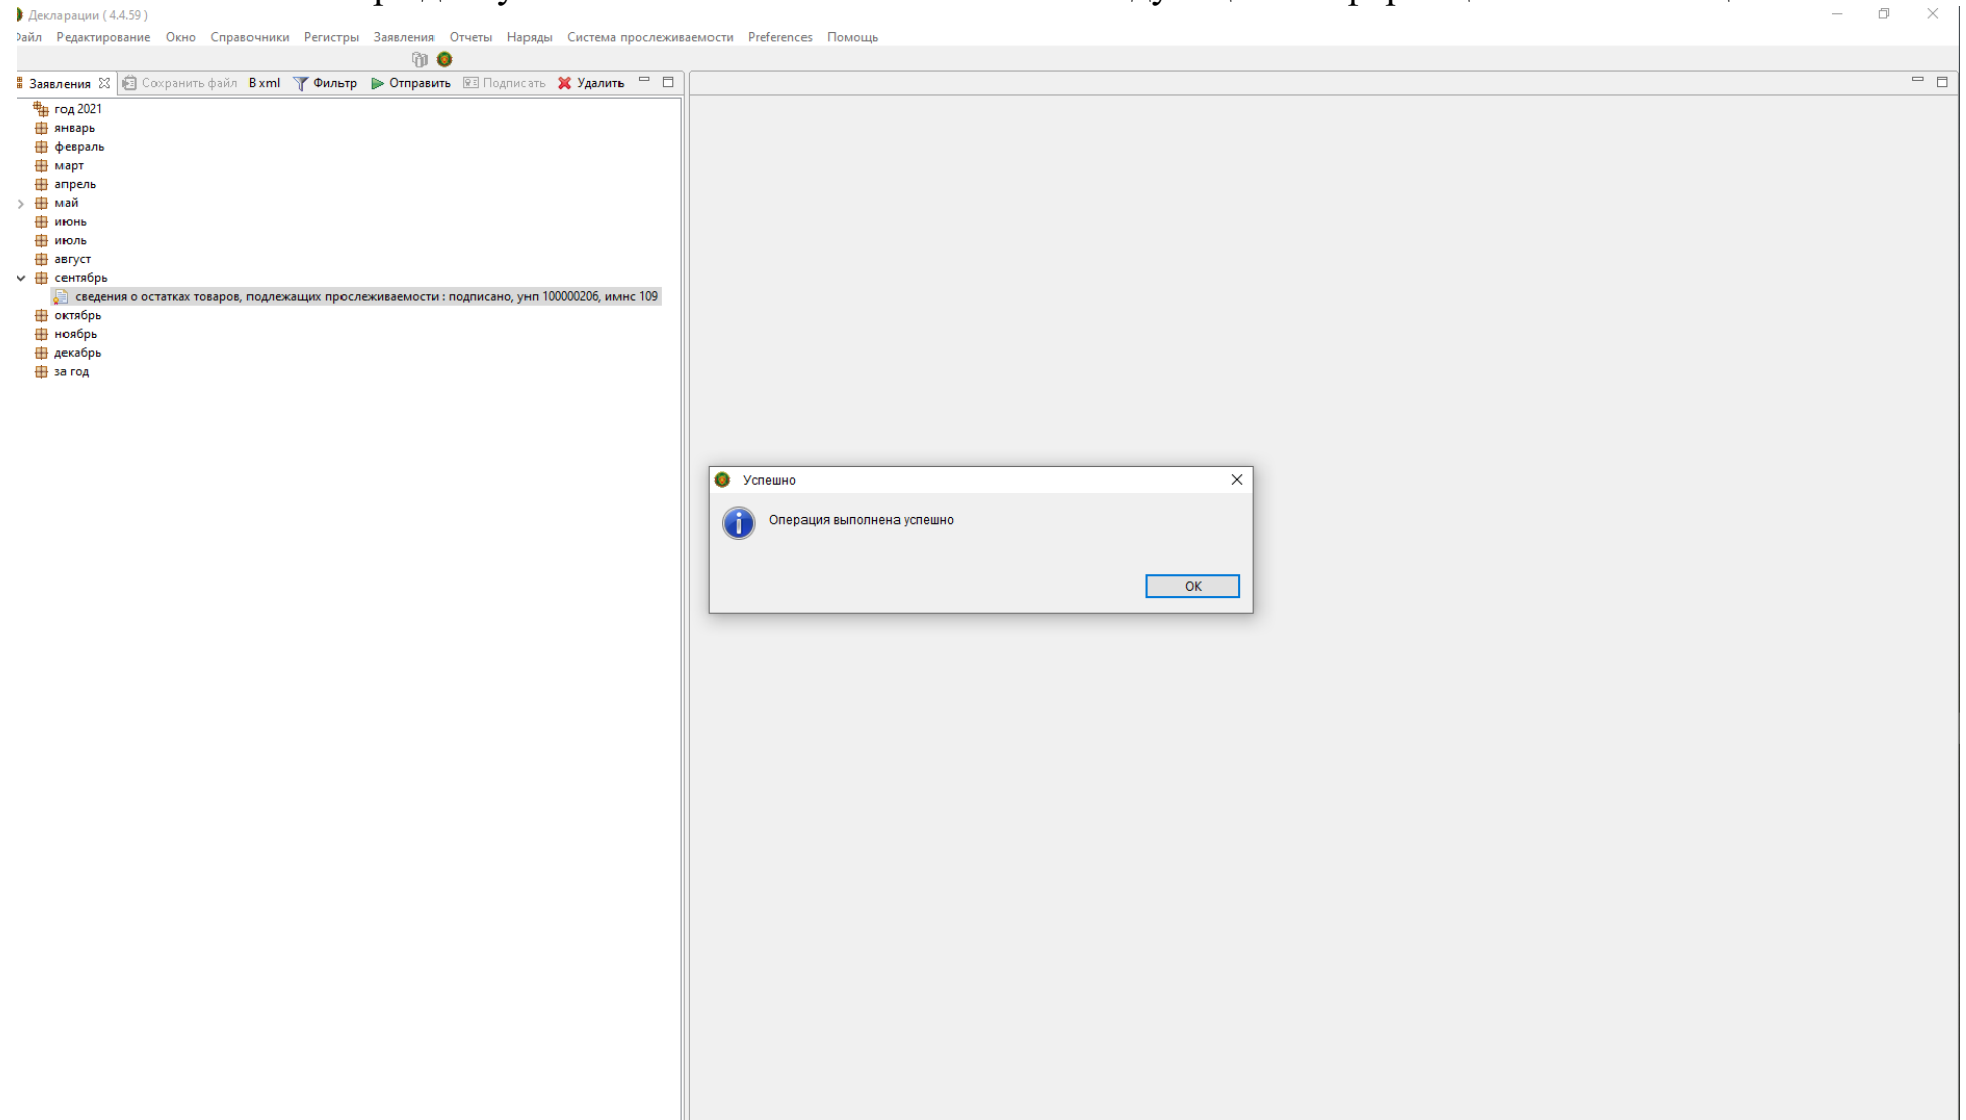 Декларации ( 4.4.59 )
Файл Редактирование Окно Справочники Регистры Заявления Отчеты Наряды Система прослеживаемости Preferences Помощь
Заявления Сохранить файл В xml Фильтр Отправить Подписать Удалить
год 2021
январь
февраль
март
апрель
май
июнь
июль
август
сентябрь
сведения о остатках товаров, подлежащих прослеживаемости : подписано, унп 100000206, имнс 109
октябрь
ноябрь
декабрь
за год
Успешно
Операция выполнена успешно
ОК